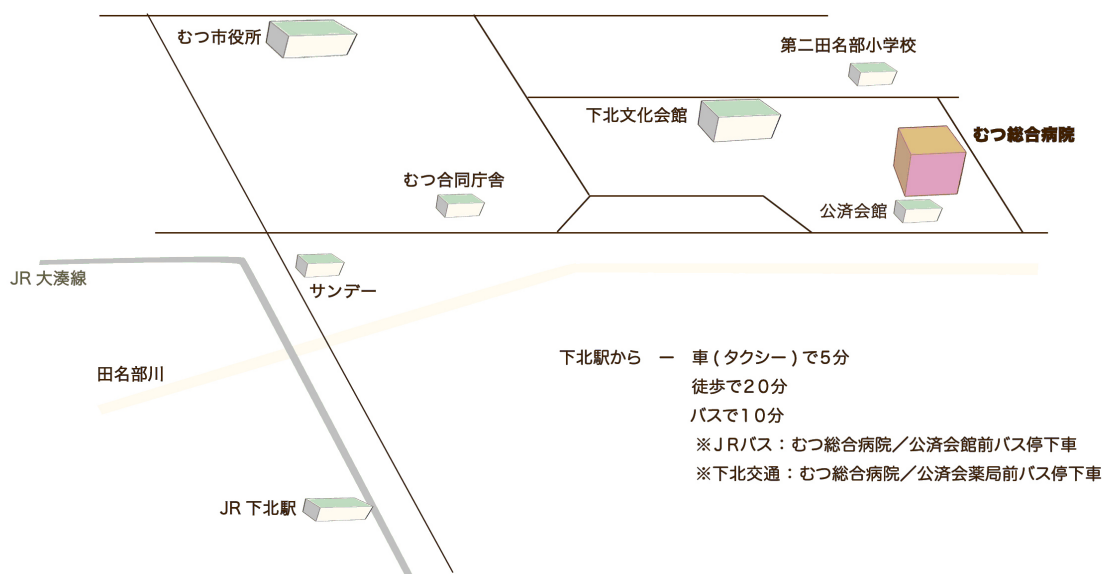 むつ市役所
第二田名部小学校
下北文化会館
むつ総合病院
むつ合同庁舎
公済会館
JR 大湊線
サンデー
田名部川
下北駅から ー 車 ( タクシー ) で５分
徒歩で２０分
バスで１０分
※ＪＲバス：むつ総合病院／公済会館前バス停下車
※下北交通：むつ総合病院／公済会薬局前バス停下車
JR 下北駅